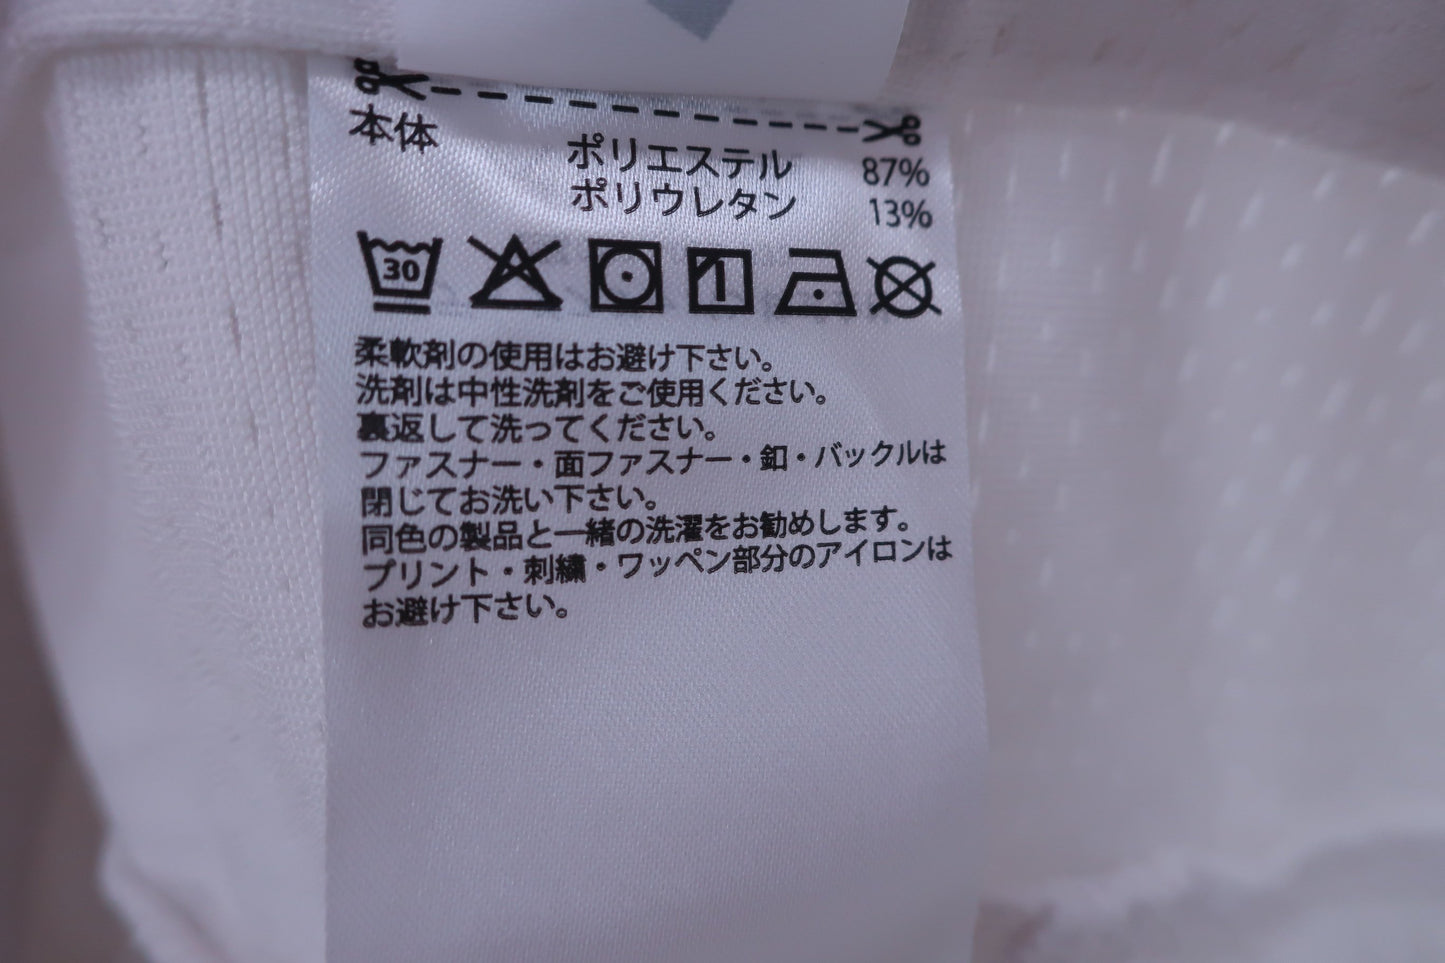 本体 ポリエステル 87%
ポリウレタン 13%
30
柔軟剤の使用はお避け下さい。
洗剤は中性洗剤をご使用ください。
裏返して洗ってください。
ファスナー・面ファスナー・釦・バックルは
閉じてお洗い下さい。
同色の製品と一緒の洗濯をお勧めします。
プリント・刺繍・ワッペン部分のアイロンは
お避け下さい。